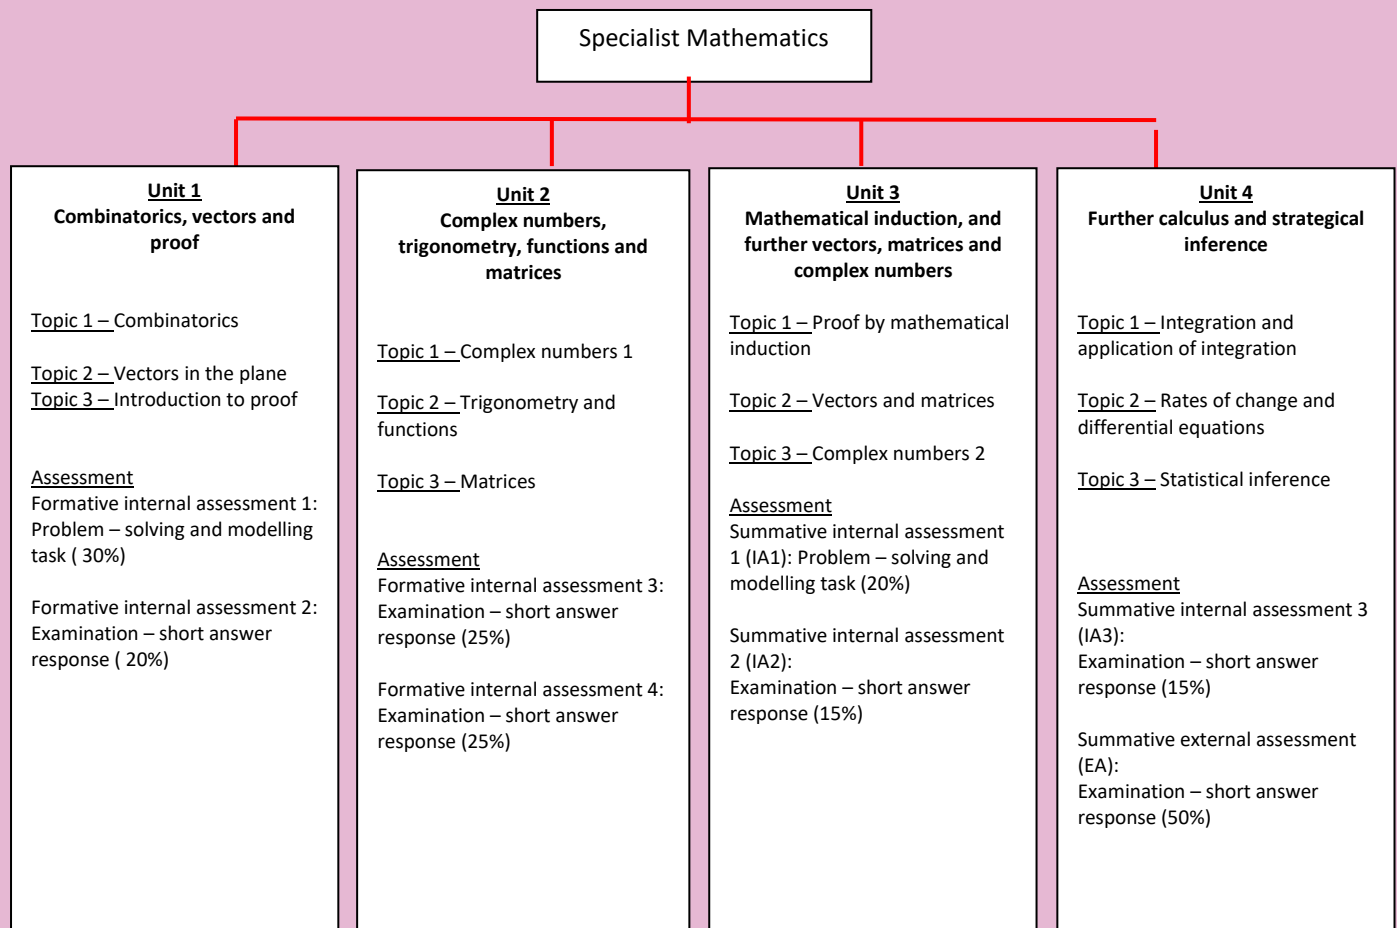 Specialist Mathematics
Unit 1
Combinatorics, vectors and
proof
Topic 1 – Combinatorics
Topic 2 – Vectors in the plane
Topic 3 – Introduction to proof
Assessment
Formative internal assessment 1:
Problem – solving and modelling
task ( 30%)
Formative internal assessment 2:
Examination – short answer
response ( 20%)
Unit 2
Complex numbers,
trigonometry, functions and
matrices
Topic 1 – Complex numbers 1
Topic 2 – Trigonometry and
functions
Topic 3 – Matrices
Assessment
Formative internal assessment 3:
Examination – short answer
response (25%)
Formative internal assessment 4:
Examination – short answer
response (25%)
Unit 3
Mathematical induction, and
further vectors, matrices and
complex numbers
Topic 1 – Proof by mathematical
induction
Topic 2 – Vectors and matrices
Topic 3 – Complex numbers 2
Assessment
Summative internal assessment
1 (IA1): Problem – solving and
modelling task (20%)
Summative internal assessment
2 (IA2):
Examination – short answer
response (15%)
Unit 4
Further calculus and strategical
inference
Topic 1 – Integration and
application of integration
Topic 2 – Rates of change and
differential equations
Topic 3 – Statistical inference
Assessment
Summative internal assessment 3
(IA3):
Examination – short answer
response (15%)
Summative external assessment
(EA):
Examination – short answer
response (50%)